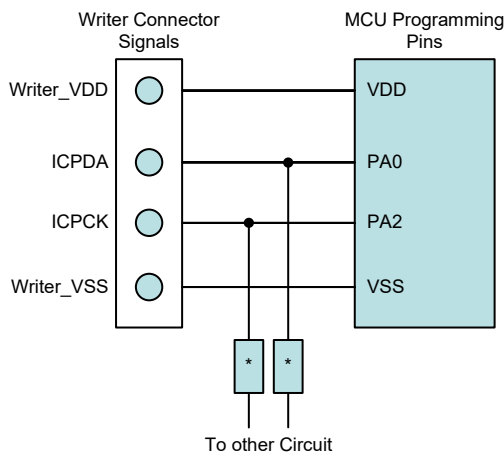 Writer Connector
Signals
MCU Programming
Pins
Writer_VDD
VDD
ICPDA
PA0
ICPCK
PA2
Writer_VSS
VSS
*
*
To other Circuit